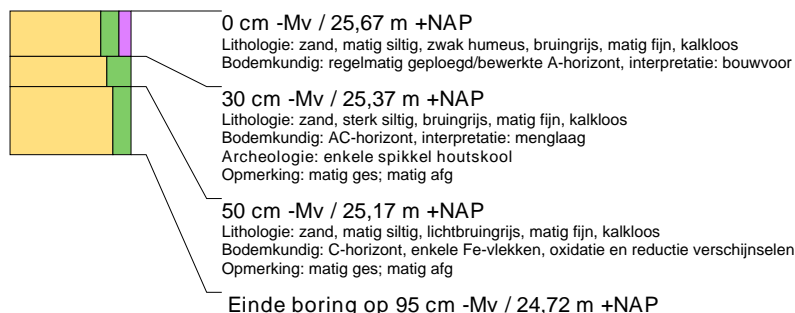 0 cm -Mv / 25,67 m +NAP
Lithologie: zand, matig siltig, zwak humeus, bruingrijs, matig fijn, kalkloos
Bodemkundig: regelmatig geploegd/bewerkte A-horizont, interpretatie: bouwvoor
30 cm -Mv / 25,37 m +NAP
Lithologie: zand, sterk siltig, bruingrijs, matig fijn, kalkloos
Bodemkundig: AC-horizont, interpretatie: menglaag
Archeologie: enkele spikkel houtskool
Opmerking: matig ges; matig afg
50 cm -Mv / 25,17 m +NAP
Lithologie: zand, matig siltig, lichtbruingrijs, matig fijn, kalkloos
Bodemkundig: C-horizont, enkele Fe-vlekken, oxidatie en reductie verschijnselen
Opmerking: matig ges; matig afg
Einde boring op 95 cm -Mv / 24,72 m +NAP